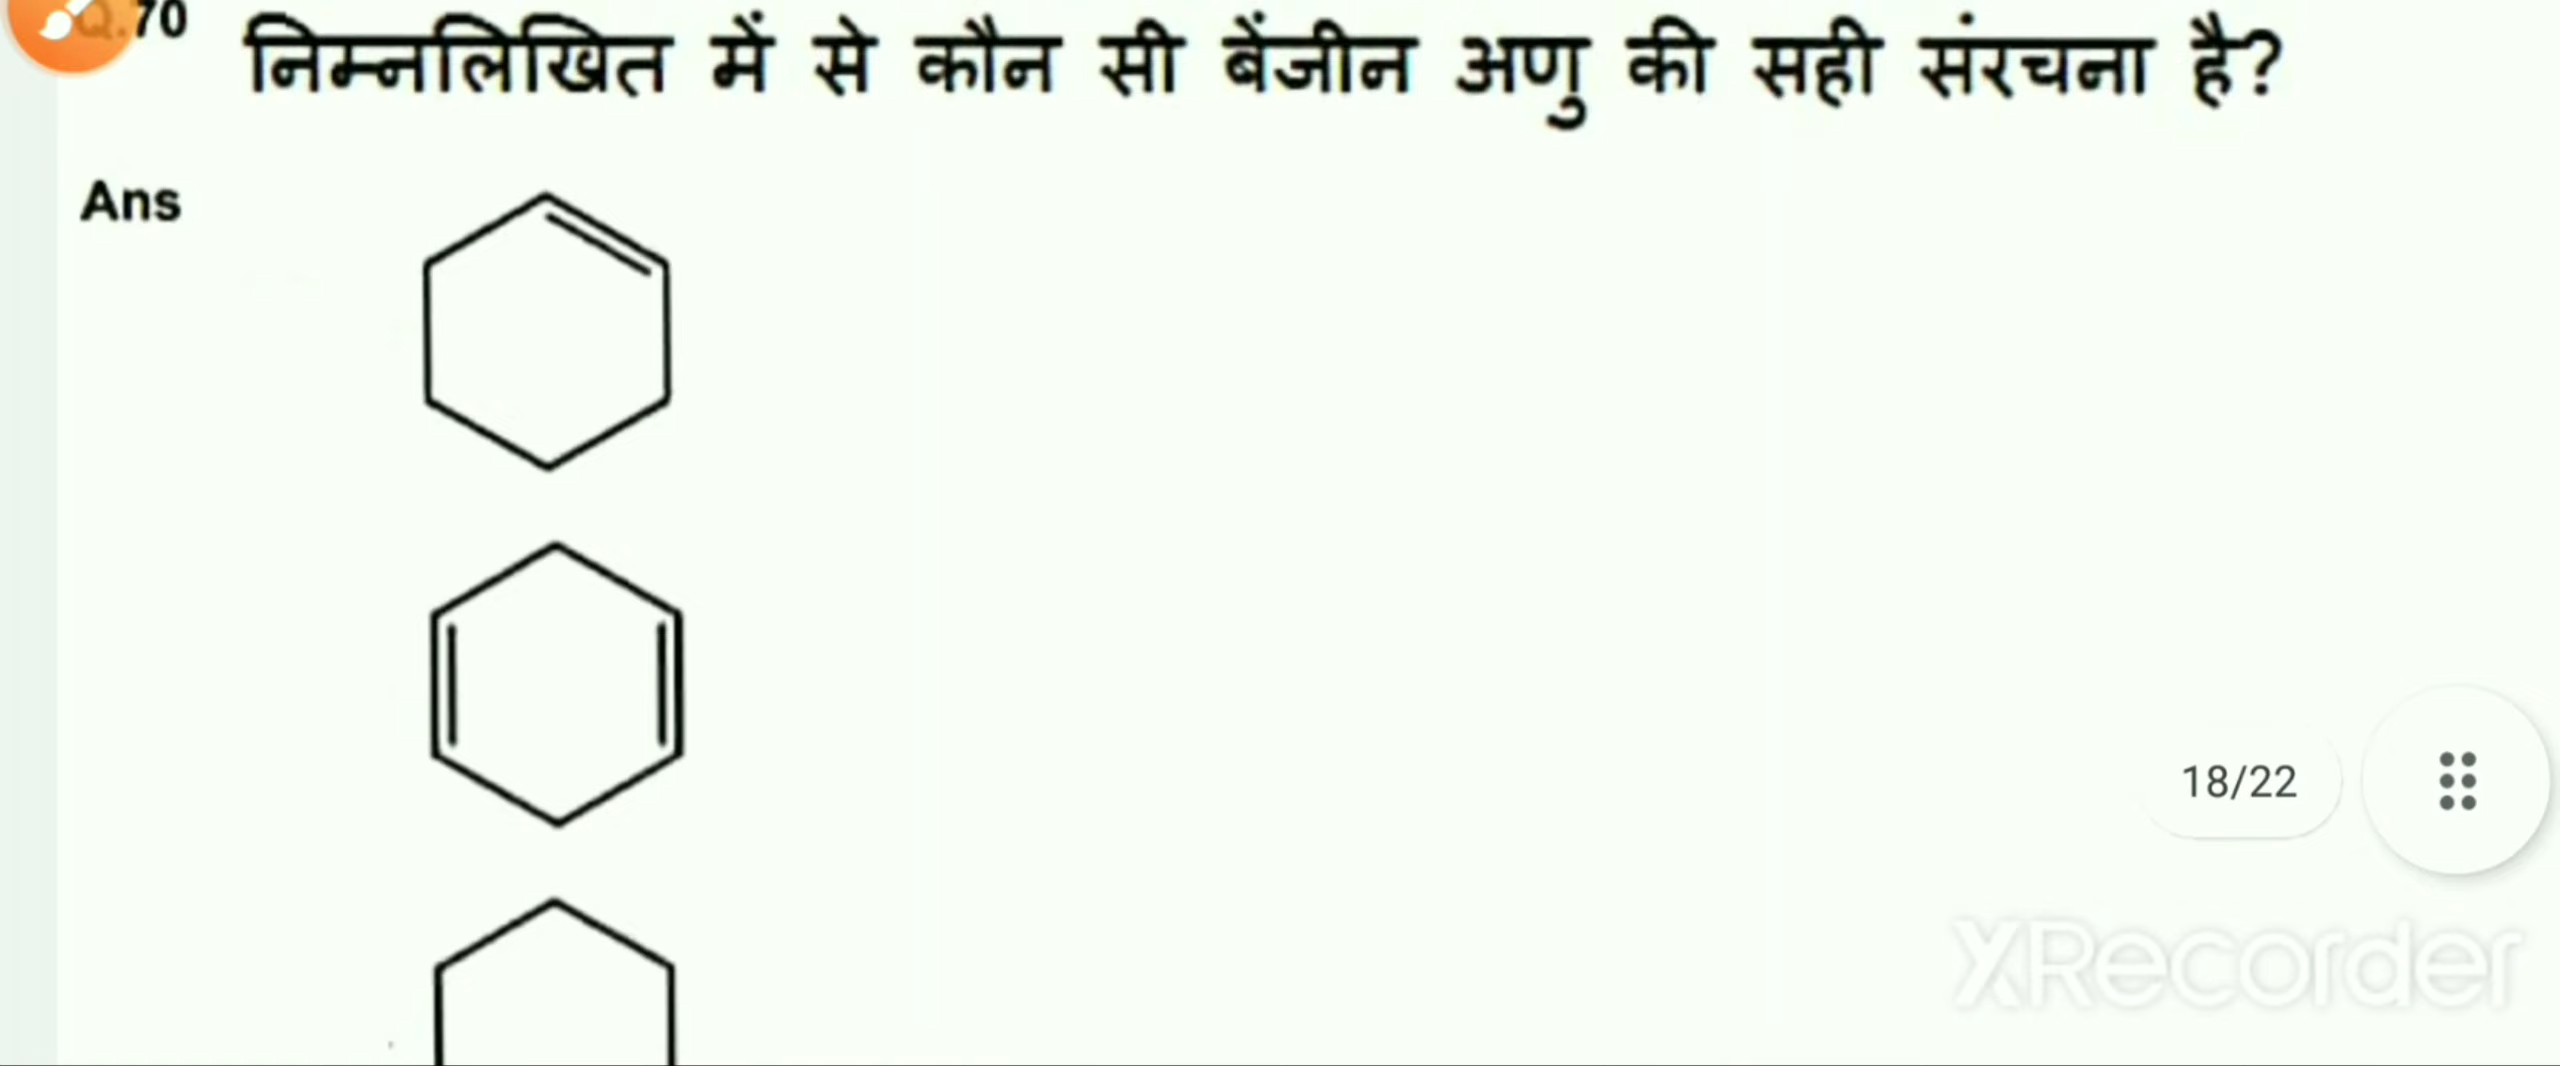 Q.70 निम्नलिखित में से कौन सी बेंजीन अणु की सही संरचना है?
Ans
18/22
XRecorder